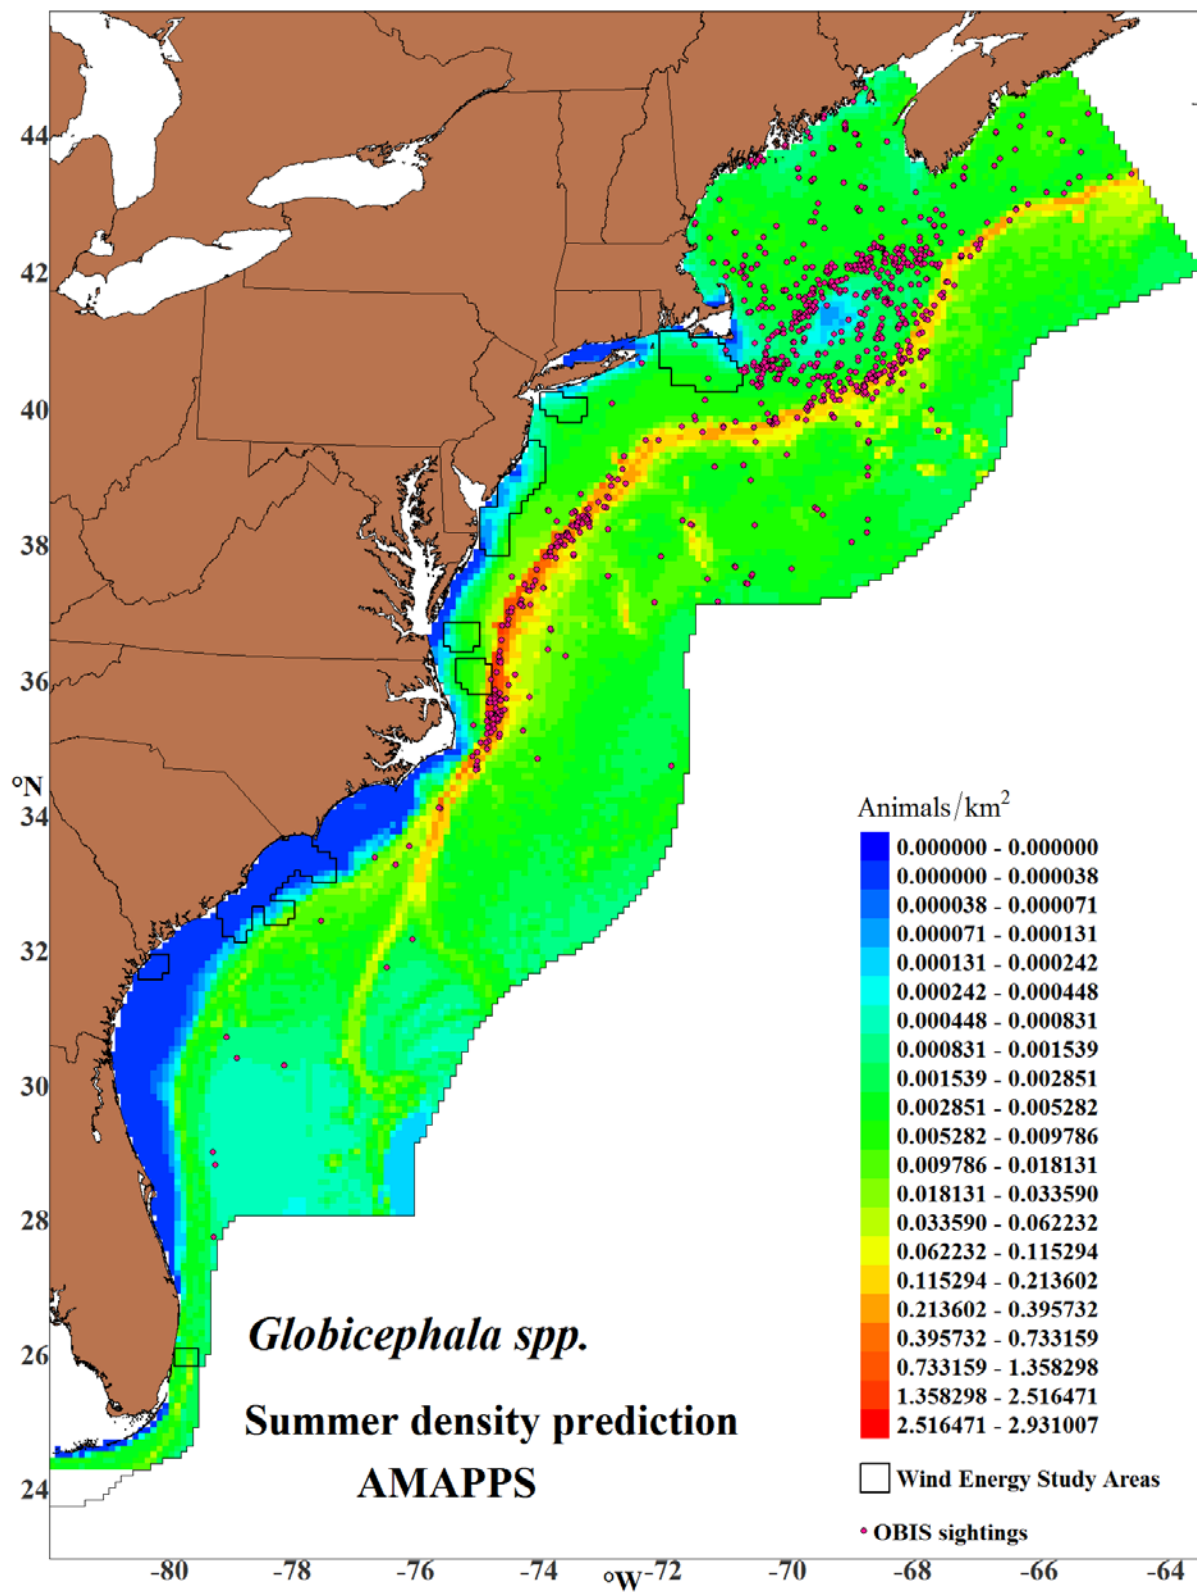 44
42
40
38
36
°N
34
32
30
28
26
24
Animals/km²
0.000000 - 0.000000
0.000000 - 0.000038
0.000038 - 0.000071
0.000071 - 0.000131
0.000131 - 0.000242
0.000242 - 0.000448
0.000448 - 0.000831
0.000831 - 0.001539
0.001539 - 0.002851
0.002851 - 0.005282
0.005282 - 0.009786
0.009786 - 0.018131
0.018131 - 0.033590
0.033590 - 0.062232
0.062232 - 0.115294
0.115294 - 0.213602
0.213602 - 0.395732
0.395732 - 0.733159
0.733159 - 1.358298
1.358298 - 2.516471
2.516471 - 2.931007
Wind Energy Study Areas
OBIS sightings
Globicephala spp.
Summer density prediction
AMAPPS
-80 -78 -76 -74 -72 -70 -68 -66 -64
°W